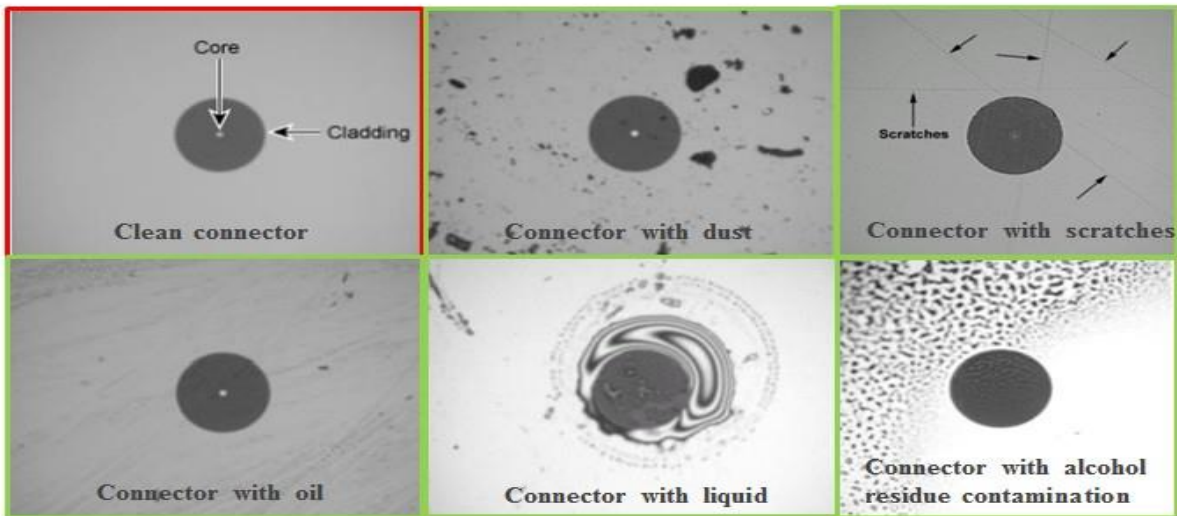 Core
Cladding
Clean connector
Connector with dust
Scratches
Connector with scratches
Connector with oil
Connector with liquid
Connector with alcohol
residue contamination